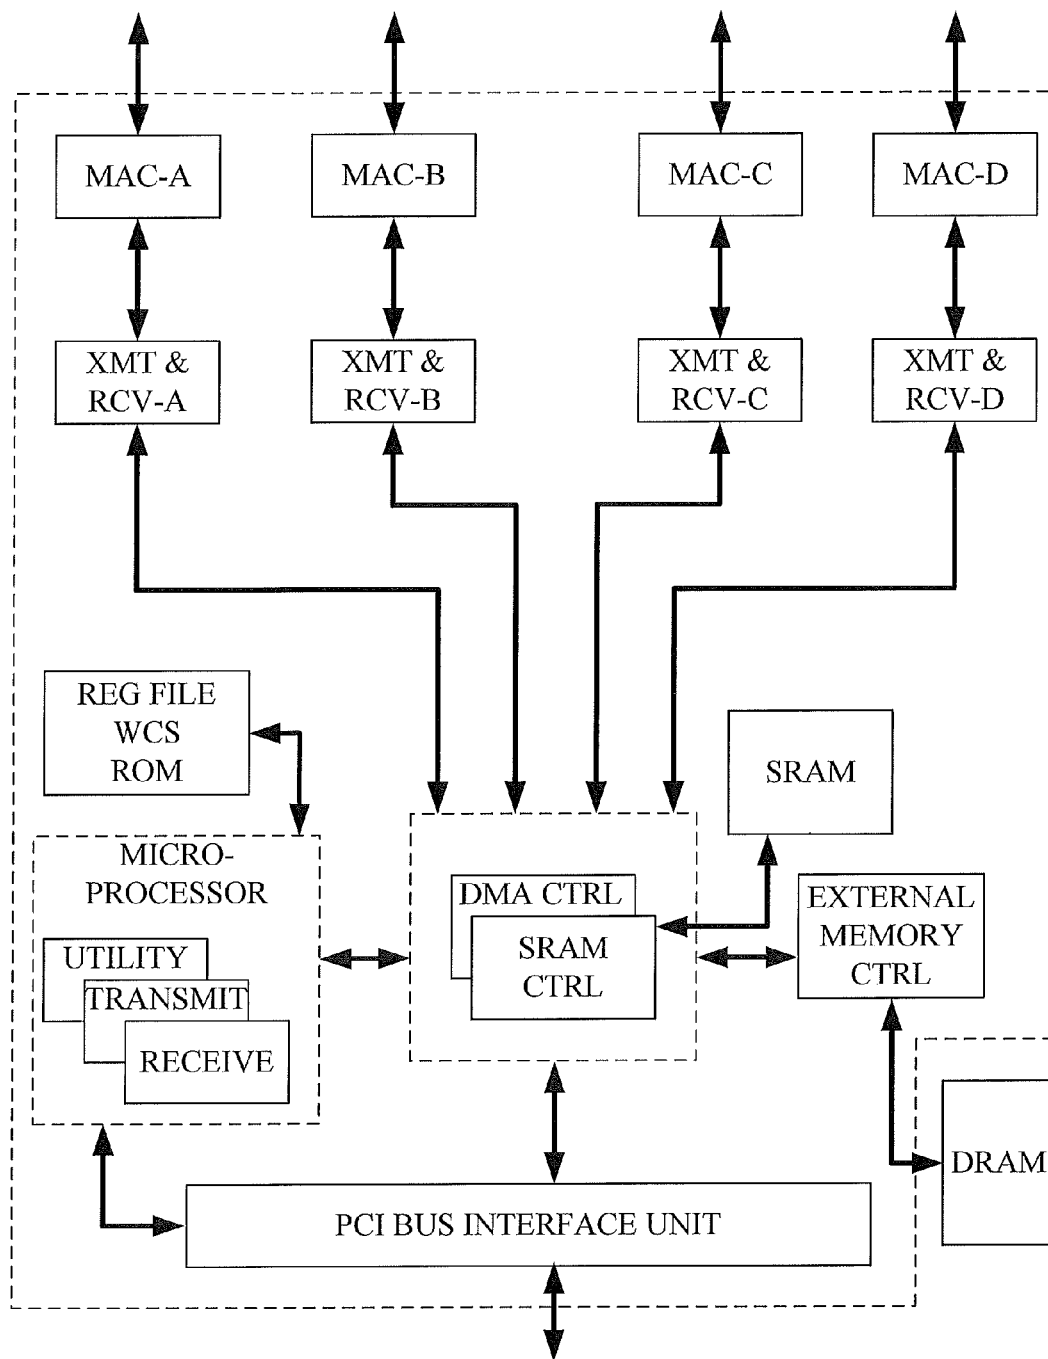 MAC-A
MAC-B
MAC-C
MAC-D
XMT &
RCV-A
XMT &
RCV-B
XMT &
RCV-C
XMT &
RCV-D
REG FILE
WCS
ROM
SRAM
MICRO-
PROCESSOR
UTILITY
TRANSMIT
RECEIVE
DMA CTRL
SRAM
CTRL
EXTERNAL
MEMORY
CTRL
DRAM
PCI BUS INTERFACE UNIT